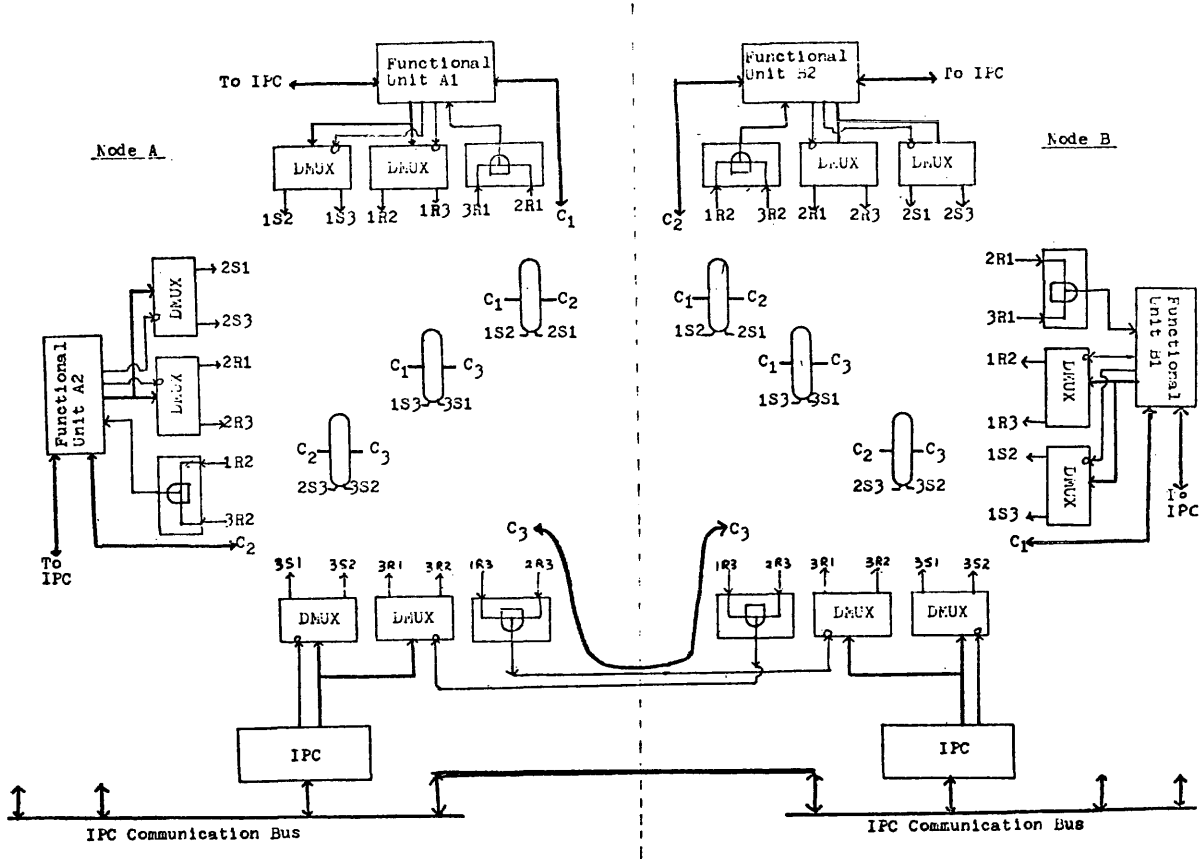 Functional
Unit A1
To IPC
C1
Node A
DMUX
DMUX
1S2
1S3
1R2
1R3
3R1
2R1
Functional
Unit B2
To IPC
C2
Node B
DMUX
DMUX
1R2
3R2
2R1
2R3
2S1
2S3
DMUX
2S1
2S3
Functional
Unit A2
DMUX
2R1
2R3
1R2
3R2
C2
To
IPC
C1
C2
1S2
2S1
C1
C3
1S3
3S1
C2
C3
2S3
3S2
C1
C2
1S2
2S1
C1
C3
1S3
3S1
C2
C3
2S3
3S2
2R1
3R1
Functional
Unit B1
DMUX
1R2
1R3
DMUX
1S2
1S3
C1
To
IPC
C3
C3
3S1
3S2
3R1
3R2
1R3
2R3
DMUX
DMUX
1R3
2R3
3R1
3R2
3S1
3S2
DMUX
DMUX
IPC
IPC
IPC Communication Bus
IPC Communication Bus